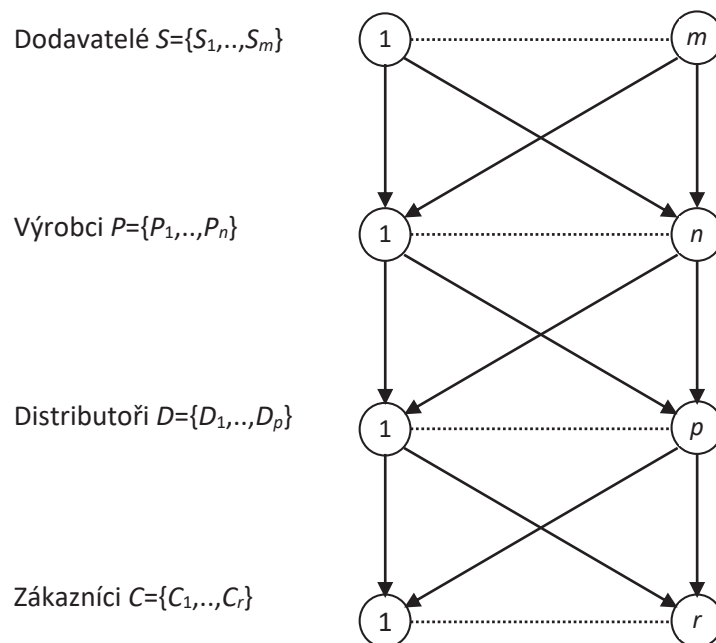 Dodavatelé S={S₁,..,Sₘ} 1 m
Výrobci P={P₁,..,Pₙ} 1 n
Distributoři D={D₁,..,Dₚ} 1 p
Zákazníci C={C₁,..,Cᵣ} 1 r